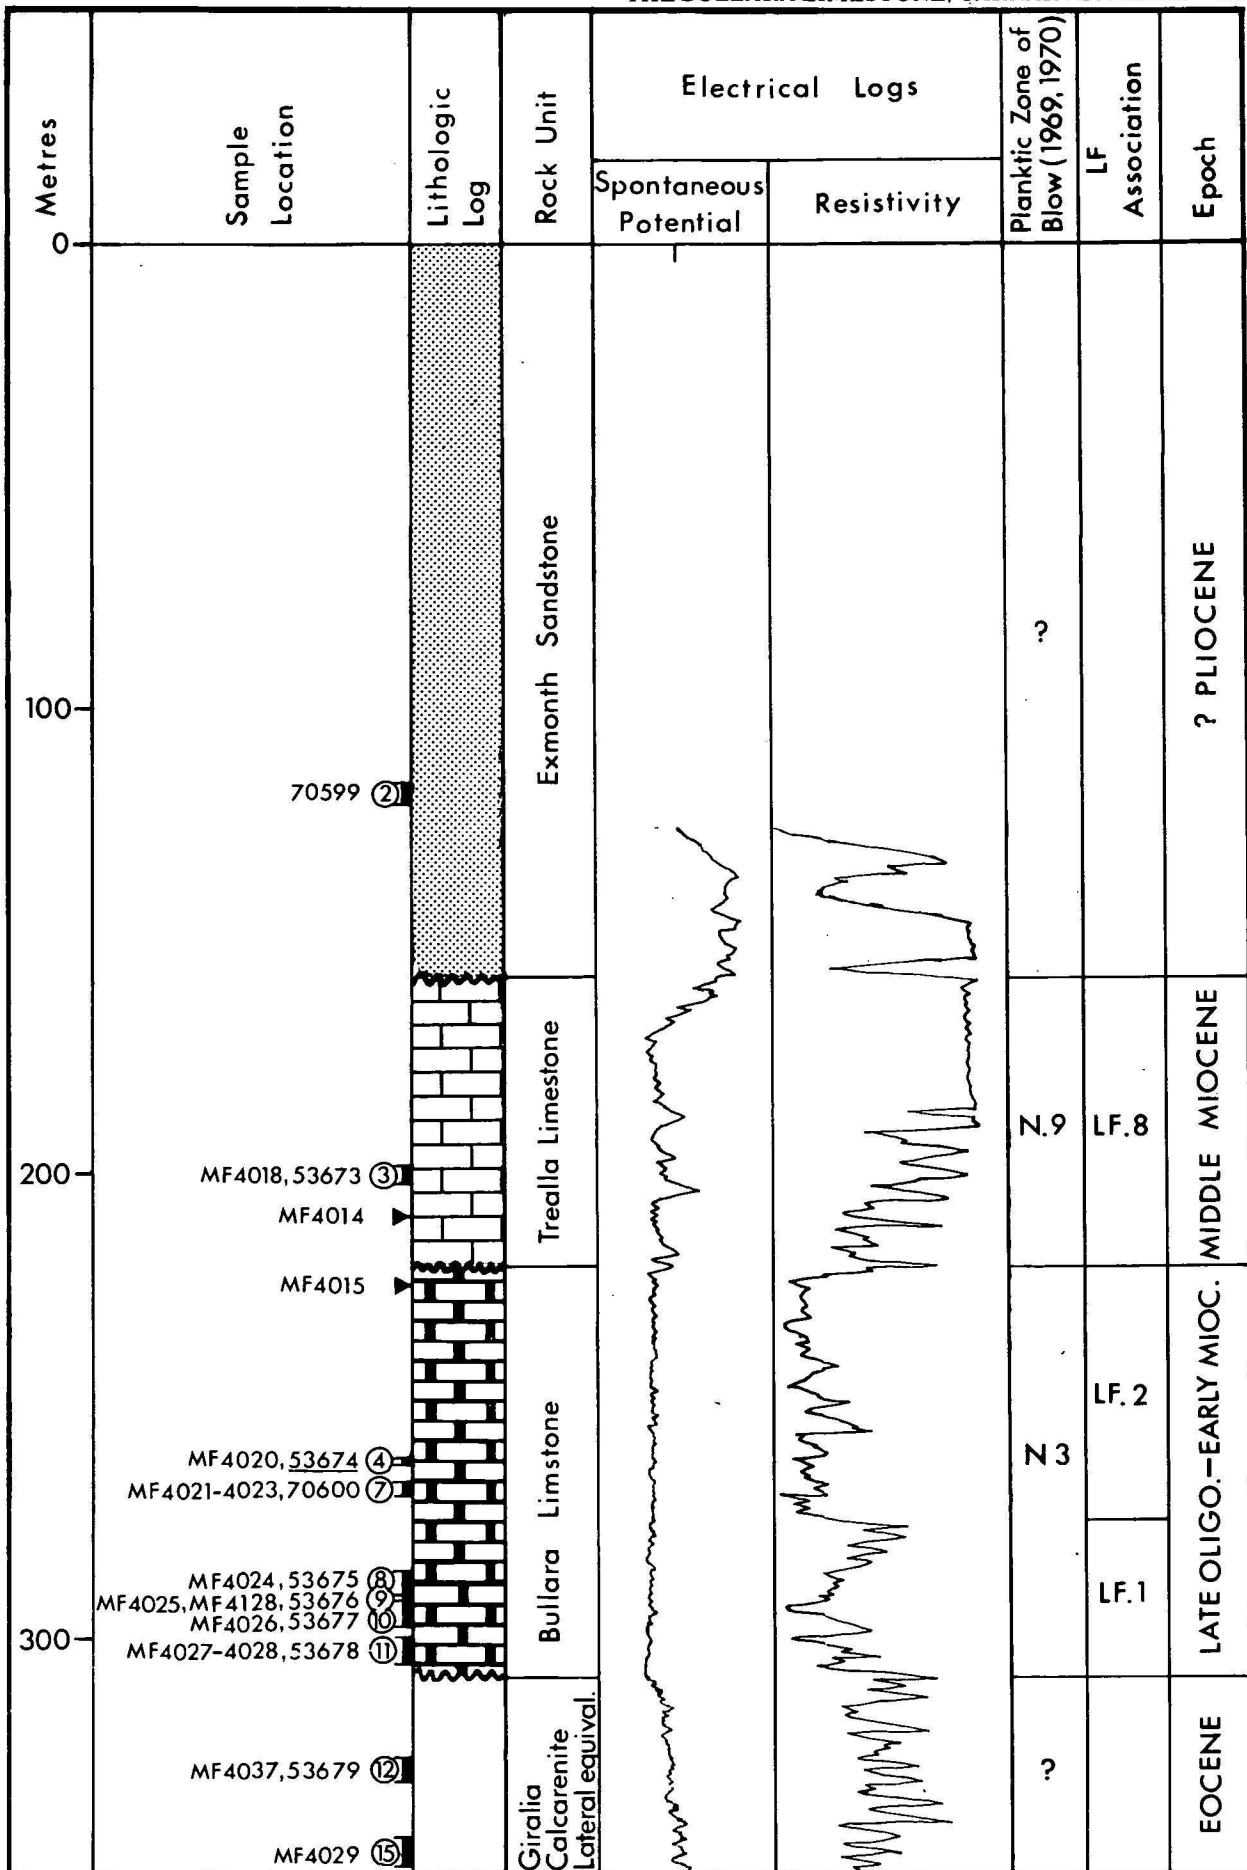 Metres
Sample
Location
Lithologic
Log
Rock Unit
Electrical Logs
Spontaneous
Potential
Resistivity
Planktic Zone of
Blow (1969, 1970)
LF
Association
Epoch
0
100
200
300
70599 2
MF4018, 53673 3
MF4014
MF4015
MF4020, 53674 4
MF4021-4023, 70600 7
MF4024, 53675 8
MF4025, MF4128, 53676 9
MF4026, 53677 10
MF4027-4028, 53678 11
MF4037, 53679 12
MF4029 15
Exmonth Sandstone
Trealla Limestone
Bullara Limstone
Giralia
Calcarenite
Lateral equival.
?
N.9
N 3
?
LF.8
LF.2
LF.1
? PLIOCENE
MIDDLE MIOCENE
LATE OLIGO.-EARLY MIOC.
EOCENE